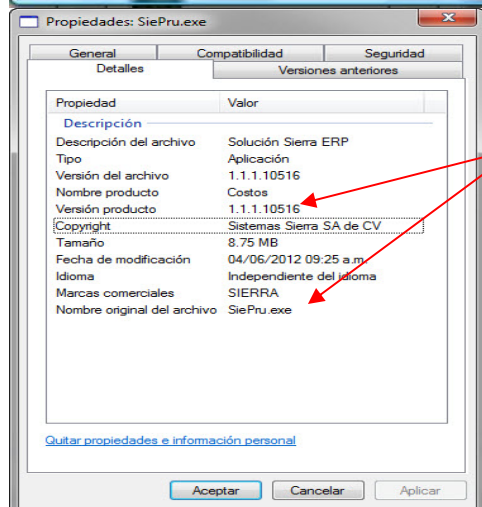 Propiedades: SiePru.exe
General Compatibilidad Seguridad
Detalles Versiones anteriores
Propiedad Valor
Descripción
Descripción del archivo Solución Sierra ERP
Tipo Aplicación
Versión del archivo 1.1.1.10516
Nombre producto Costos
Versión producto 1.1.1.10516
Copyright Sistemas Sierra SA de CV
Tamaño 8.75 MB
Fecha de modificación 04/06/2012 09:25 a.m.
Idioma Independiente del idioma
Marcas comerciales SIERRA
Nombre original del archivo SiePru.exe
Quitar propiedades e información personal
Aceptar Cancelar Aplicar